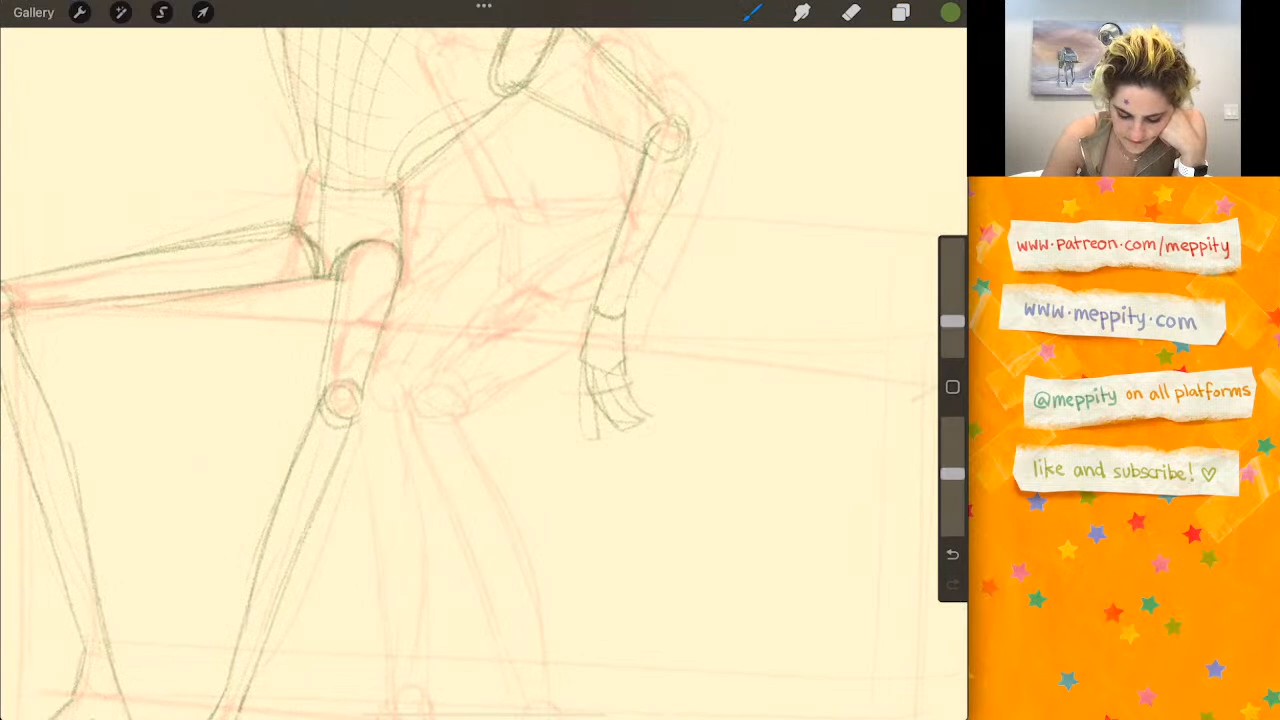 Gallery
www.patreon.com/meppity
www.meppity.com
@meppity on all platforms
like and subscribe! ♡